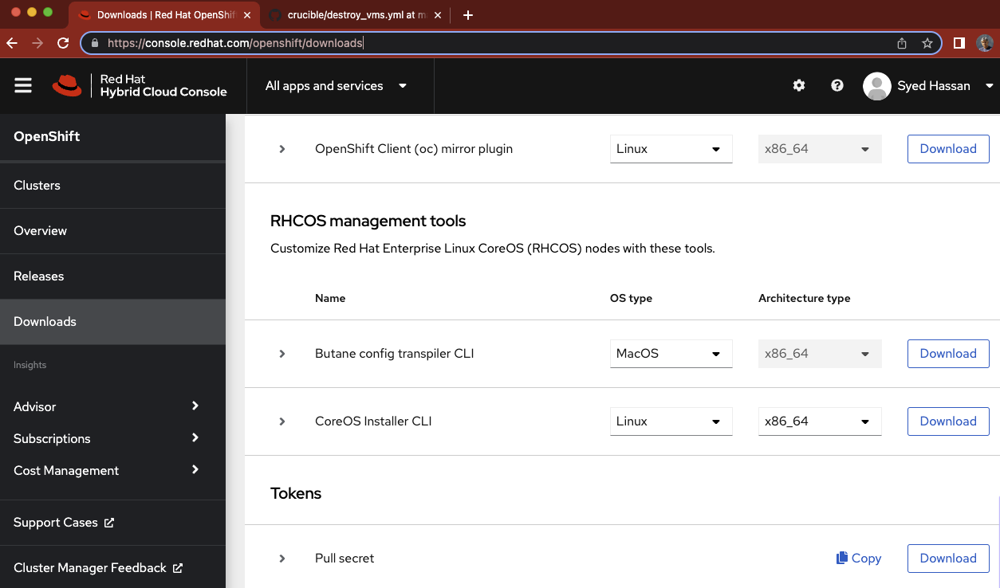 Downloads | Red Hat OpenShift
crucible/destroy_vms.yml at m
https://console.redhat.com/openshift/downloads
Red Hat
Hybrid Cloud Console
All apps and services
Syed Hassan
OpenShift
Clusters
Overview
Releases
Downloads
Insights
Advisor
Subscriptions
Cost Management
Support Cases
Cluster Manager Feedback
OpenShift Client (oc) mirror plugin Linux x86_64 Download
RHCOS management tools
Customize Red Hat Enterprise Linux CoreOS (RHCOS) nodes with these tools.
Name OS type Architecture type
Butane config transpiler CLI MacOS x86_64 Download
CoreOS Installer CLI Linux x86_64 Download
Tokens
Pull secret Copy Download